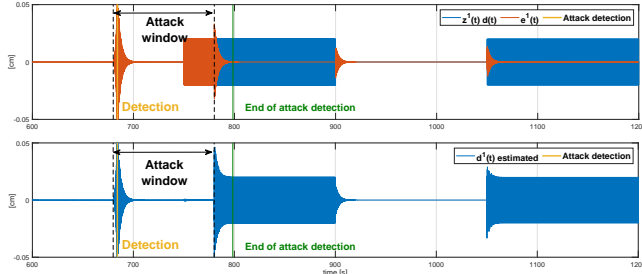 0.05
Attack
window
z¹(t) d(t) e¹(t) Attack detection
[cm]
0
Detection
End of attack detection
-0.05
600 700 800 900 1000 1100 1200
0.05
Attack
window
d¹(t) estimated Attack detection
[cm]
0
Detection
End of attack detection
-0.05
600 700 800 900 1000 1100 1200
time [s]